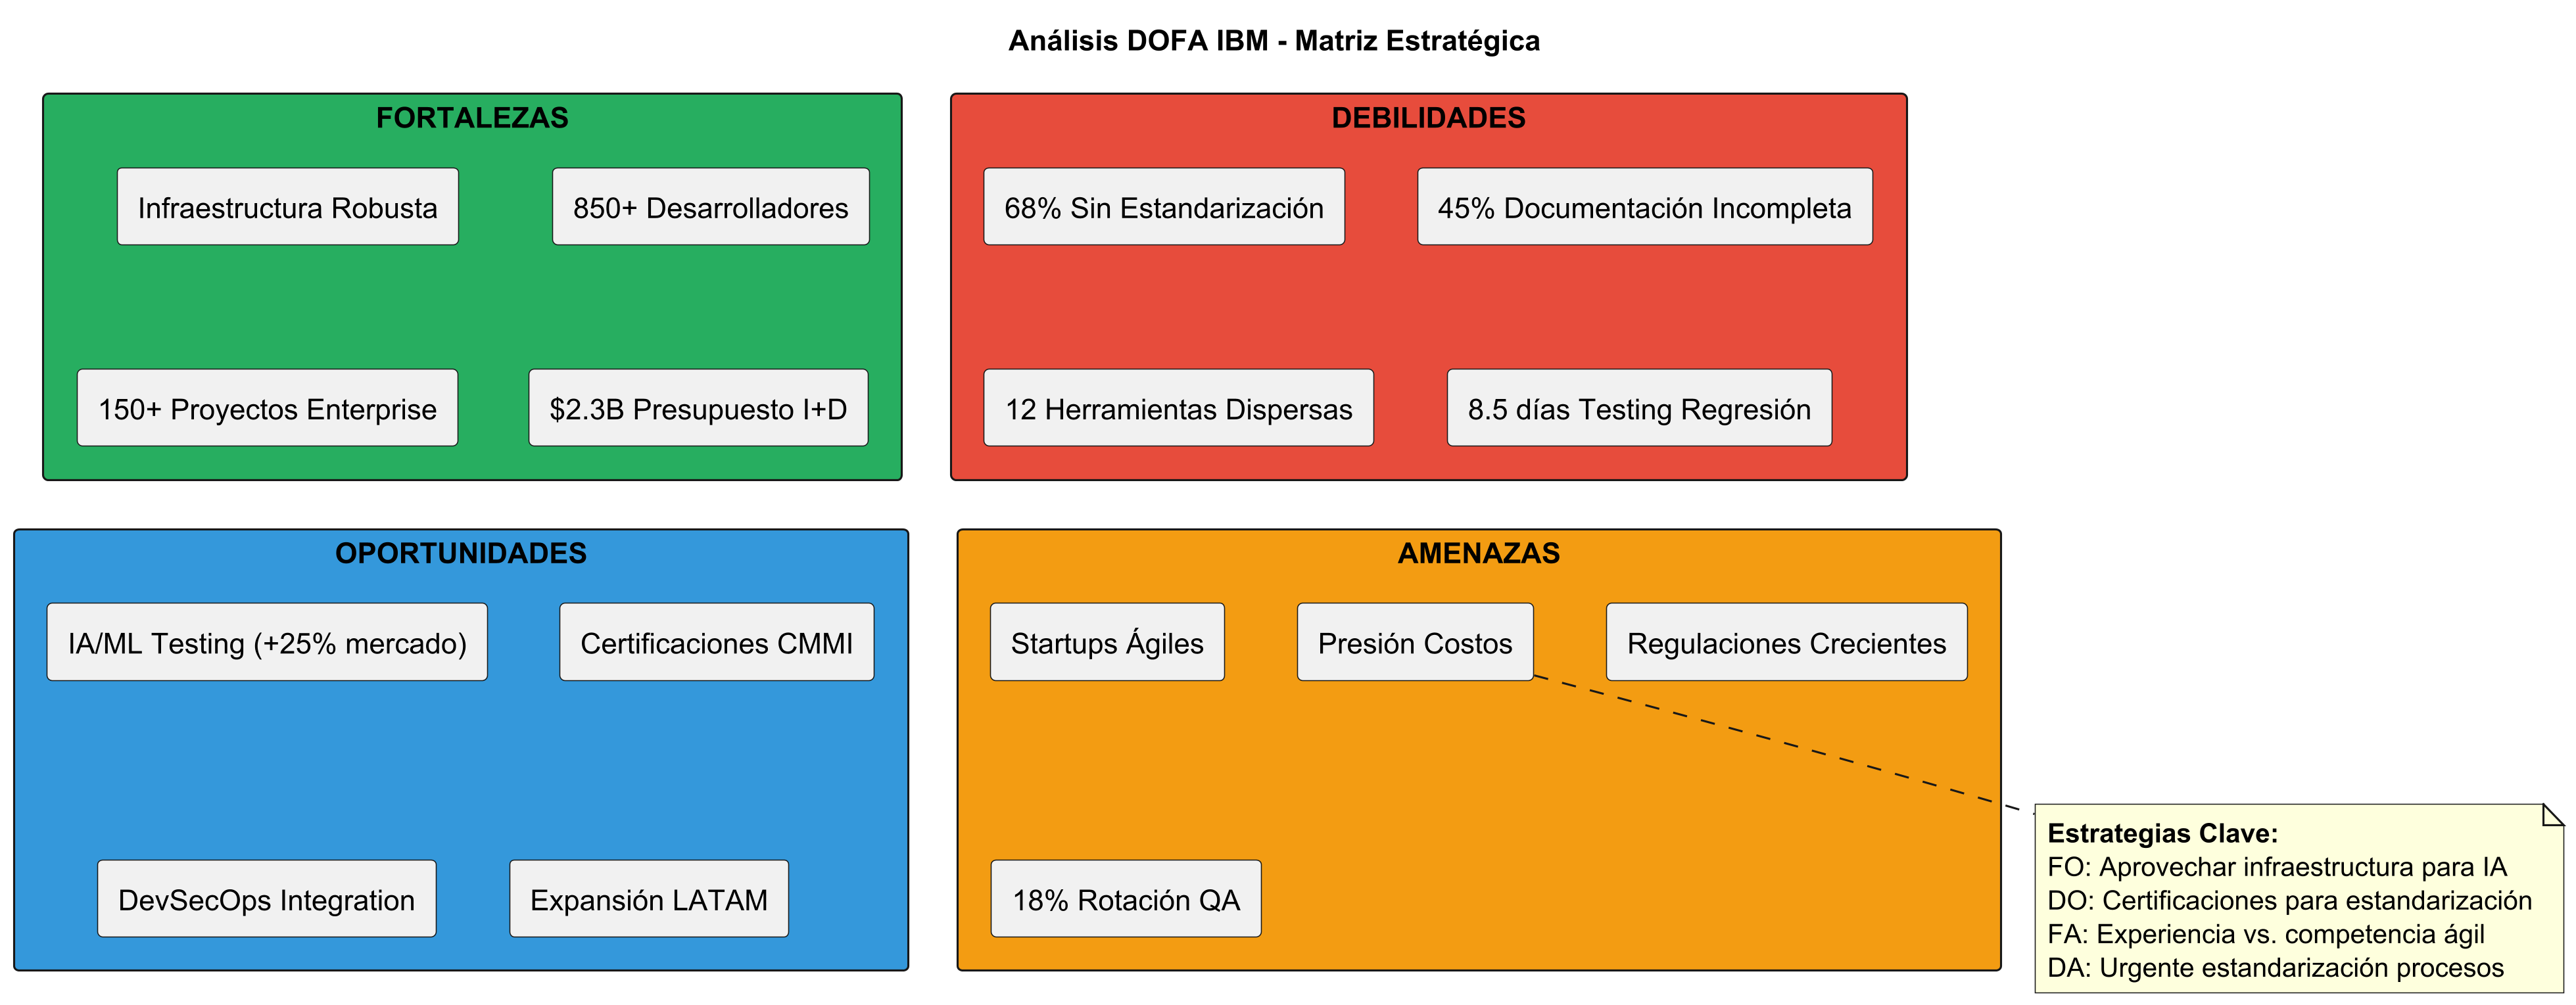 Análisis DOFA IBM - Matriz Estratégica
FORTALEZAS
Infraestructura Robusta
850+ Desarrolladores
150+ Proyectos Enterprise
$2.3B Presupuesto I+D
DEBILIDADES
68% Sin Estandarización
45% Documentación Incompleta
12 Herramientas Dispersas
8.5 días Testing Regresión
OPORTUNIDADES
IA/ML Testing (+25% mercado)
Certificaciones CMMI
DevSecOps Integration
Expansión LATAM
AMENAZAS
Startups Ágiles
Presión Costos
Regulaciones Crecientes
18% Rotación QA
Estrategias Clave:
FO: Aprovechar infraestructura para IA
DO: Certificaciones para estandarización
FA: Experiencia vs. competencia ágil
DA: Urgente estandarización procesos